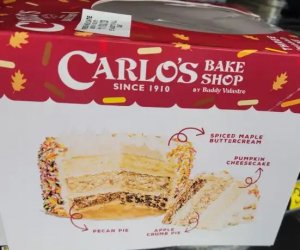 CARLO'S BAKE SHOP
SINCE 1910 BY Buddy Valastro
SPICED MAPLE
BUTTERCREAM
PUMPKIN
CHEESECAKE
PECAN PIE
APPLE
CRUMB PIE